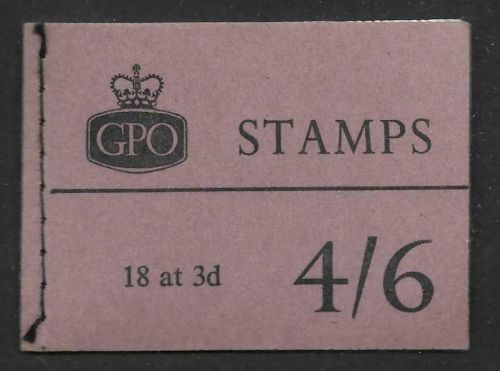 GPO
STAMPS
18 at 3d
4/6